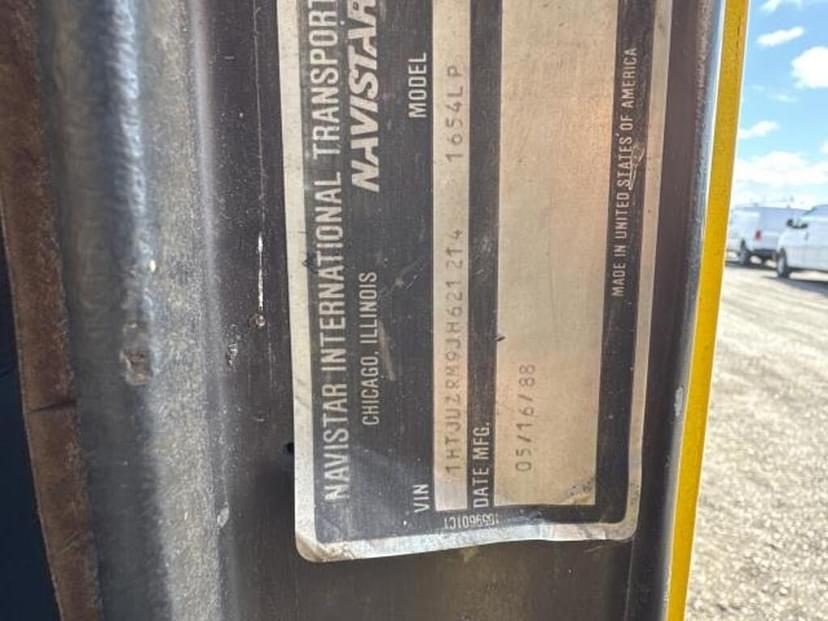 NAVISTAR INTERNATIONAL TRANSPORT
CHICAGO, ILLINOIS
NAVISTAR
VIN
MODEL
1HTJUZRM9JH621214
1654LP
DATE MFG.
05/16/88
MADE IN UNITED STATES OF AMERICA